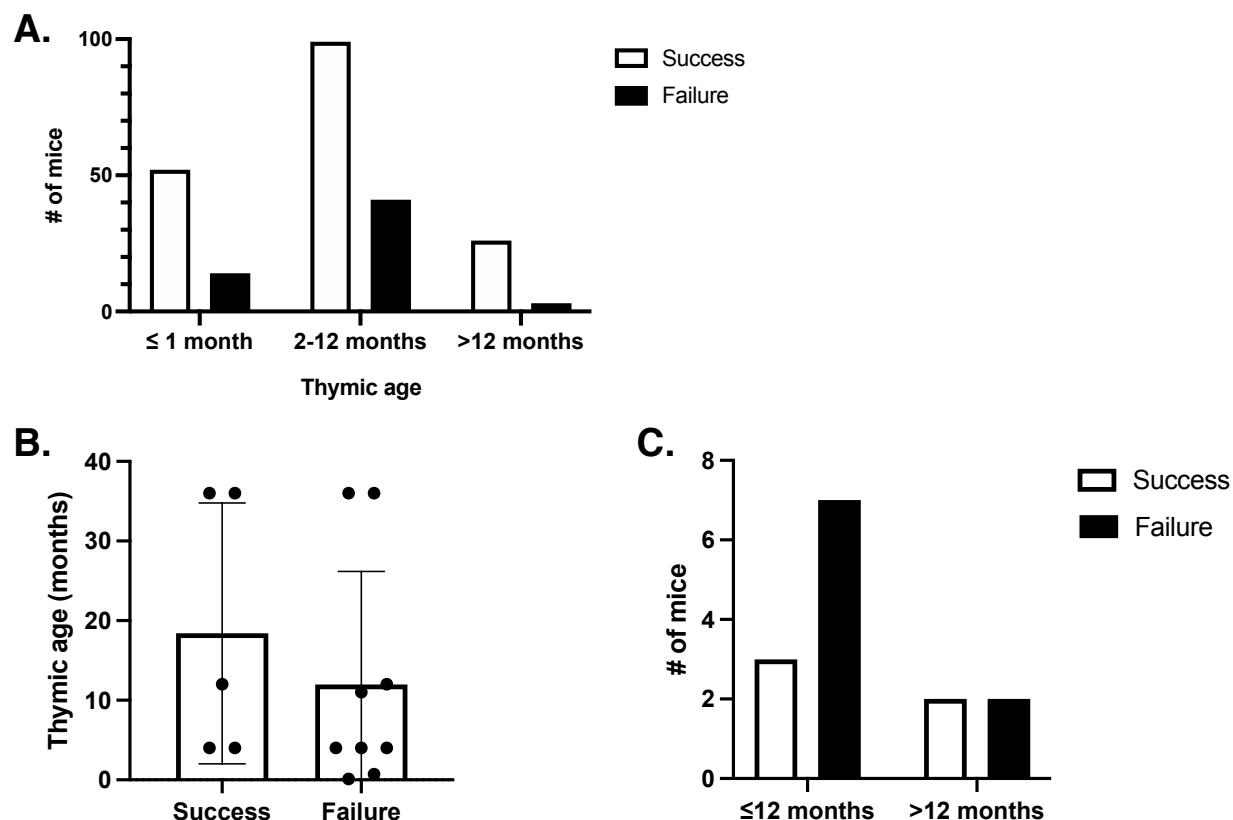 A.
100
50
0
# of mice
≤ 1 month 2-12 months >12 months
Thymic age
Success
Failure
B.
40
30
20
10
0
Thymic age (months)
Success Failure
C.
8
6
4
2
0
# of mice
≤12 months >12 months
Success
Failure